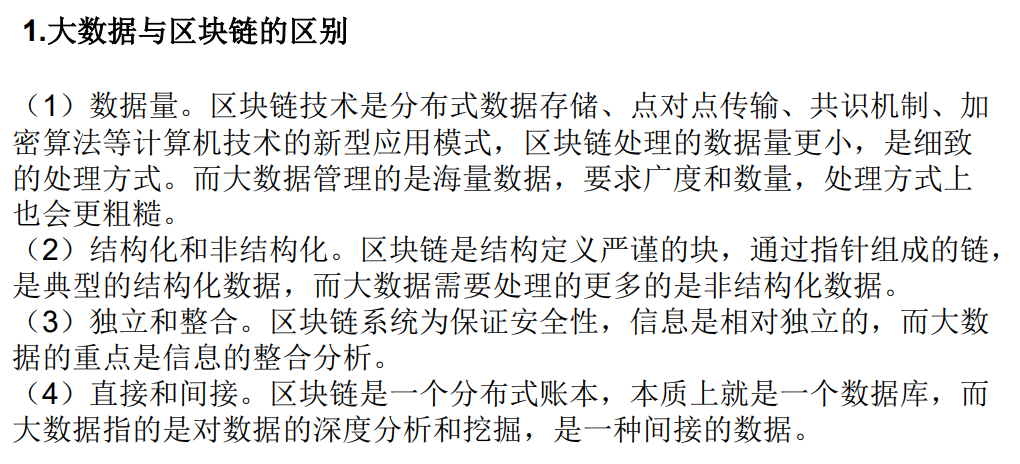 1.大数据与区块链的区别
（1）数据量。区块链技术是分布式数据存储、点对点传输、共识机制、加
密算法等计算机技术的新型应用模式，区块链处理的数据量更小，是细致
的处理方式。而大数据管理的是海量数据，要求广度和数量，处理方式上
也会更粗糙。
（2）结构化和非结构化。区块链是结构定义严谨的块，通过指针组成的链，
是典型的结构化数据，而大数据需要处理的更多的是非结构化数据。
（3）独立和整合。区块链系统为保证安全性，信息是相对独立的，而大数
据的重点是信息的整合分析。
（4）直接和间接。区块链是一个分布式账本，本质上就是一个数据库，而
大数据指的是对数据的深度分析和挖掘，是一种间接的数据。